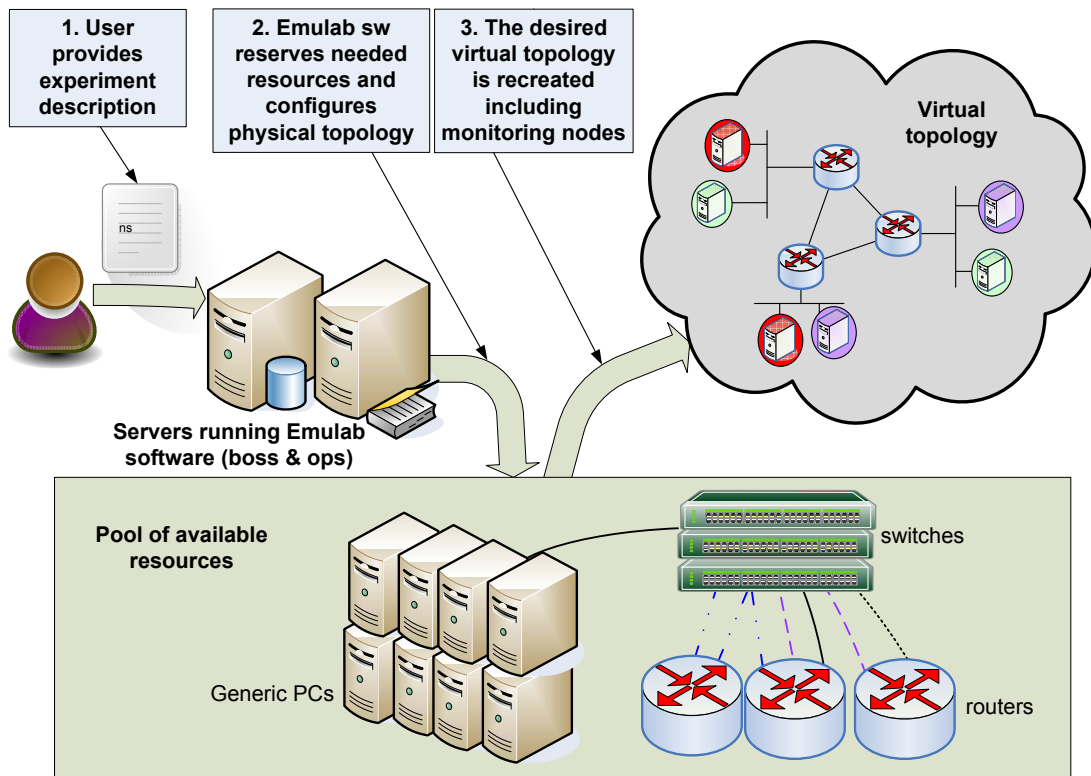 1. User
provides
experiment
description
2. Emulab sw
reserves needed
resources and
configures
physical topology
3. The desired
virtual topology
is recreated
including
monitoring nodes
Virtual
topology
ns
Servers running Emulab
software (boss & ops)
Pool of available
resources
switches
Generic PCs
routers